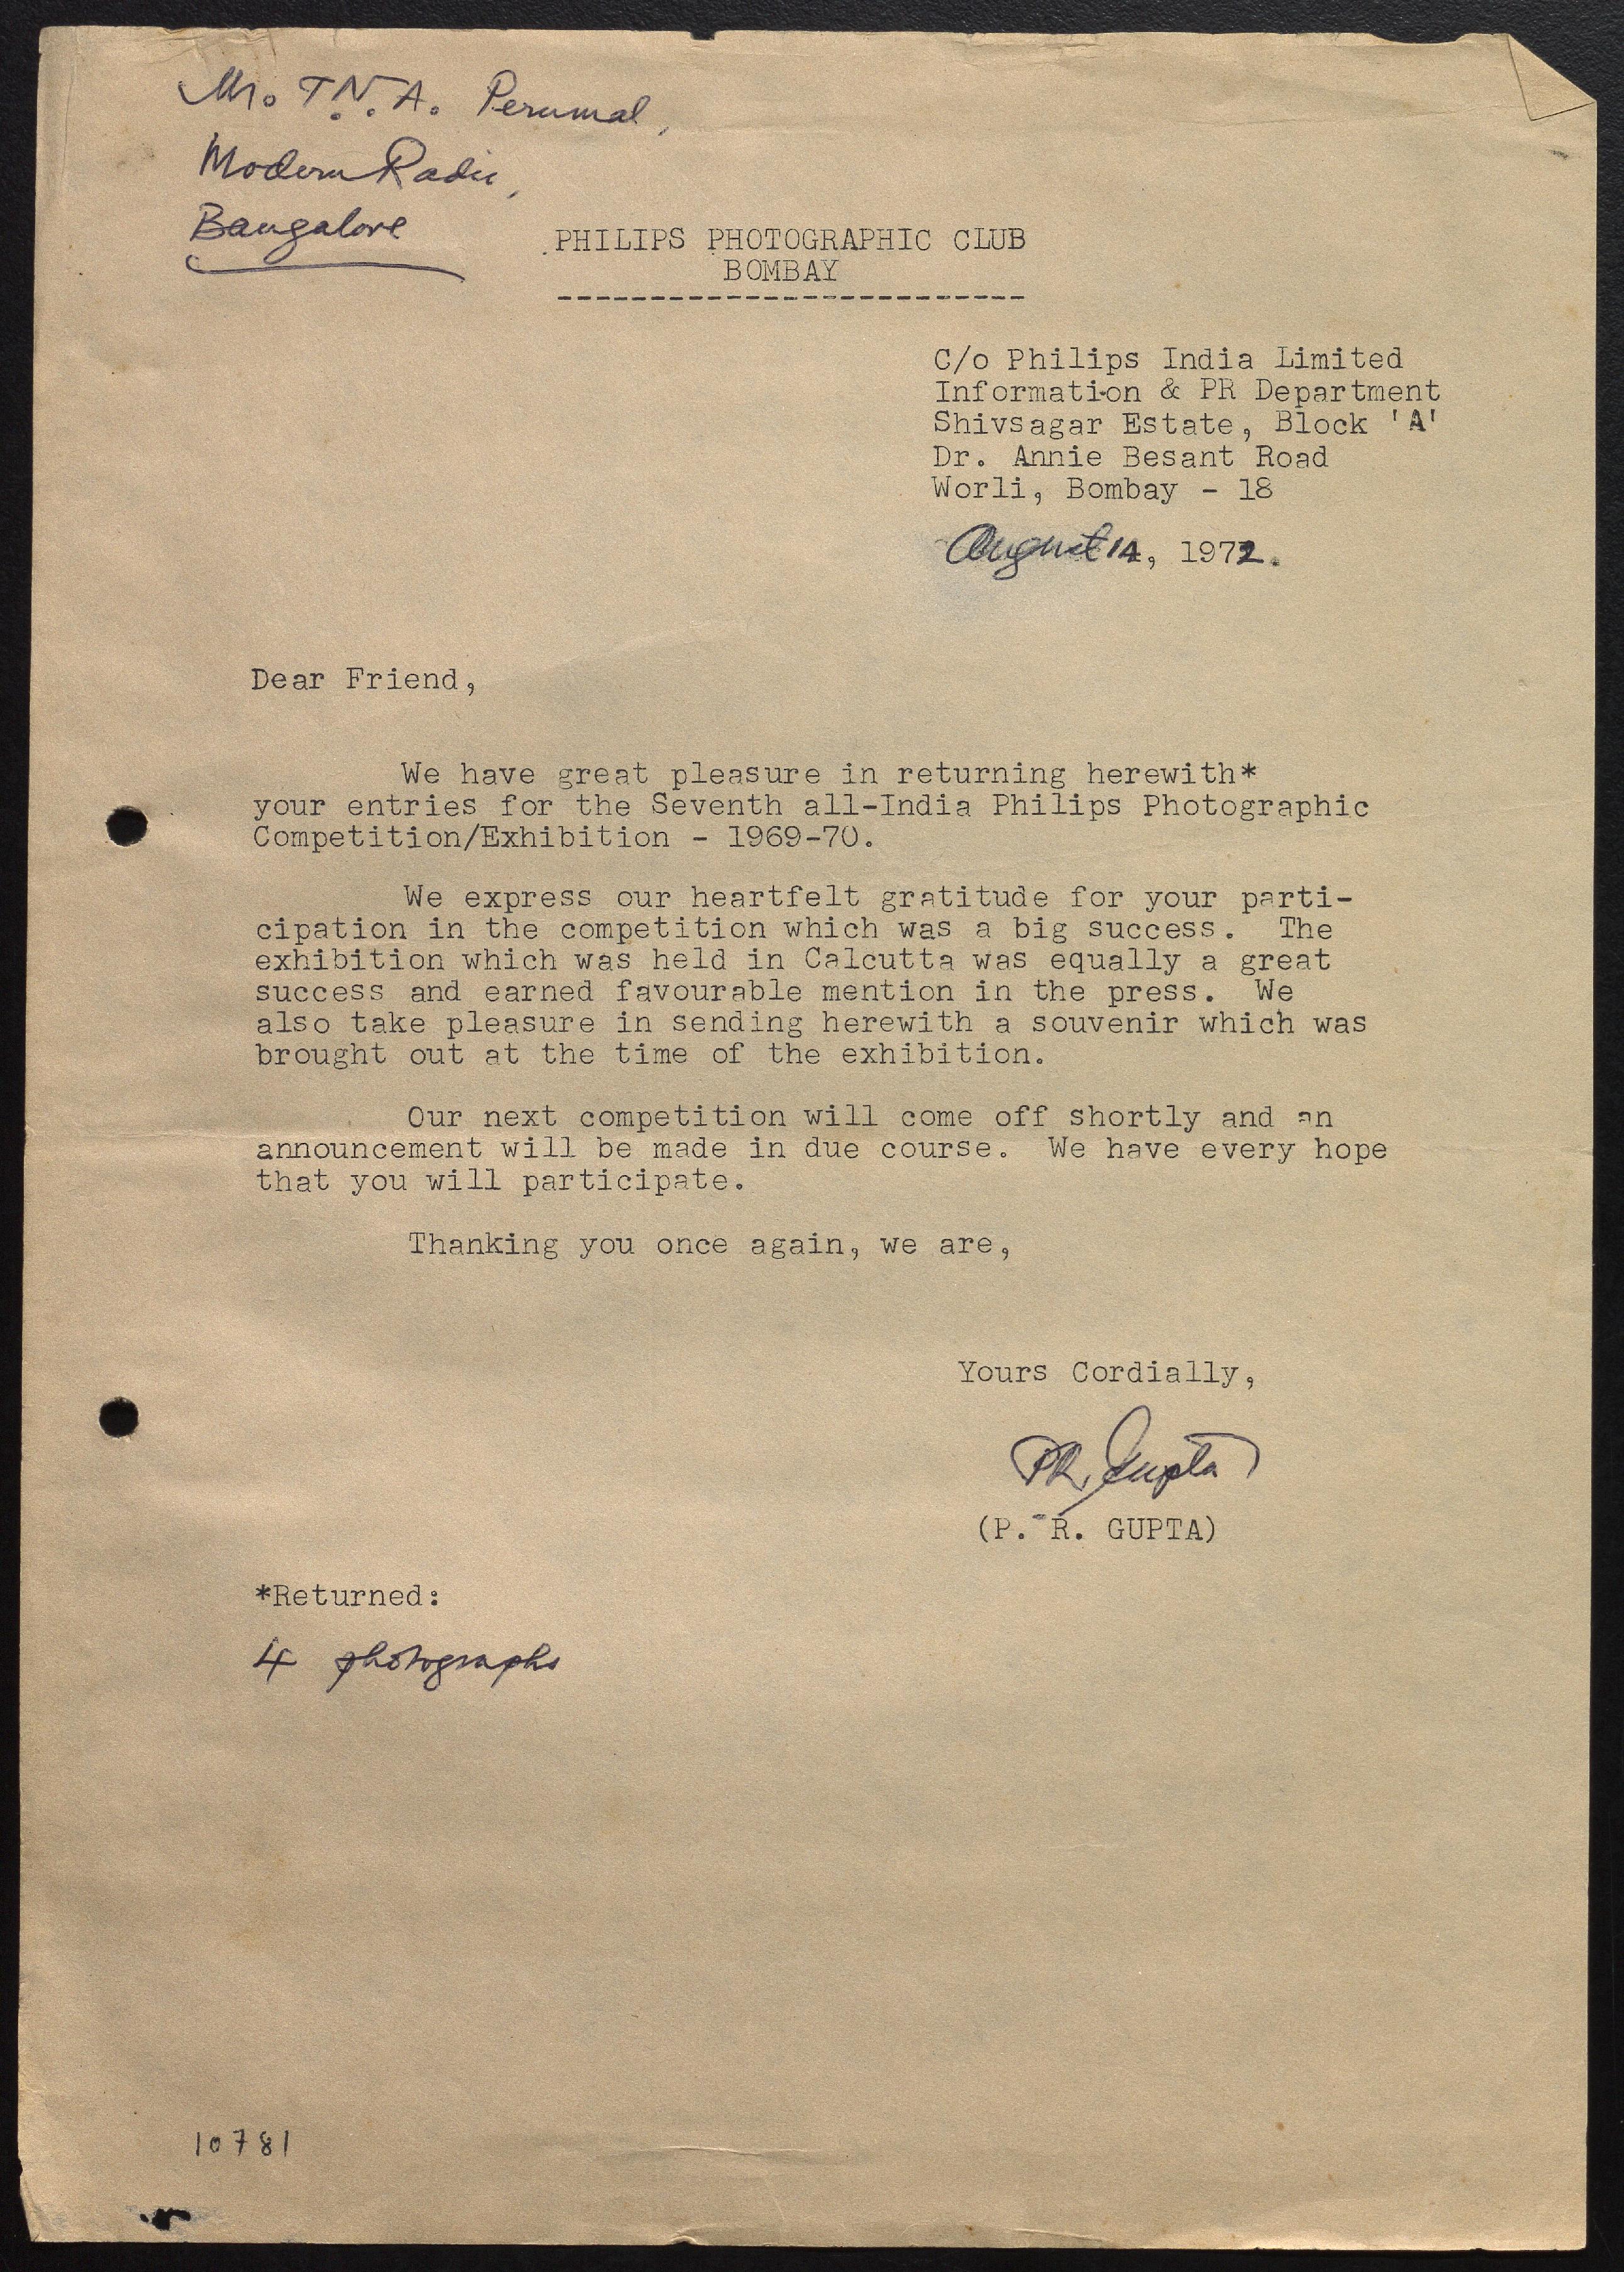 Mr. T.N.A. Perumal,
Modern Radio,
Bangalore
PHILIPS PHOTOGRAPHIC CLUB
BOMBAY
-------------------------
C/o Philips India Limited
Information & PR Department
Shivsagar Estate, Block 'A'
Dr. Annie Besant Road
Worli, Bombay - 18
August 14, 1972.
Dear Friend,
We have great pleasure in returning herewith*
your entries for the Seventh all-India Philips Photographic
Competition/Exhibition - 1969-70.
We express our heartfelt gratitude for your parti-
cipation in the competition which was a big success. The
exhibition which was held in Calcutta was equally a great
success and earned favourable mention in the press. We
also take pleasure in sending herewith a souvenir which was
brought out at the time of the exhibition.
Our next competition will come off shortly and an
announcement will be made in due course. We have every hope
that you will participate.
Thanking you once again, we are,
Yours Cordially,
P.R. Gupta
(P. R. GUPTA)
*Returned:
4 photographs
10781